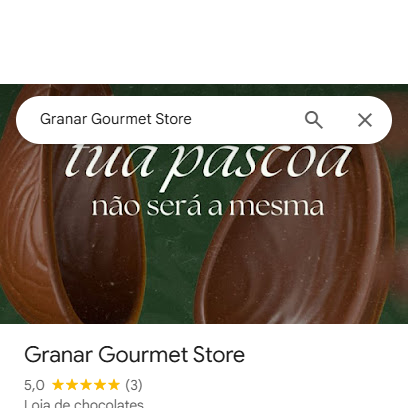 Granar Gourmet Store
tua páscoa
não será a mesma
Granar Gourmet Store
5,0 (3)
Loja de chocolates